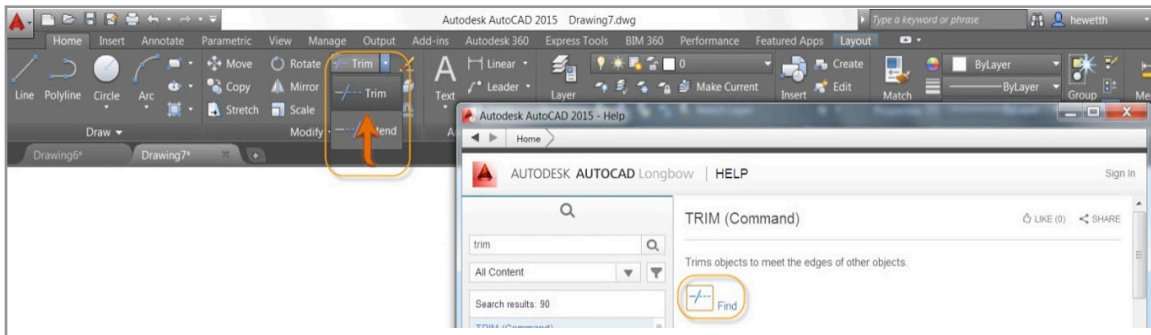 Autodesk AutoCAD 2015 Drawing7.dwg
Type a keyword or phrase
hewetth
Home Insert Annotate Parametric View Manage Output Add-ins Autodesk 360 Express Tools BIM 360 Performance Featured Apps Layout
Move Rotate Trim Linear 0 Create ByLayer
Line Polyline Circle Arc Copy Mirror Trim Text Leader Layer Make Current Insert Edit Match ByLayer Group
Stretch Scale
Draw Modify
Drawing6* Drawing7*
Autodesk AutoCAD 2015 - Help
Home
AUTODESK AUTOCAD Longbow | HELP
Sign In
TRIM (Command)
LIKE (0) SHARE
trim
Trims objects to meet the edges of other objects.
All Content
Find
Search results: 90
TRIM (Command)